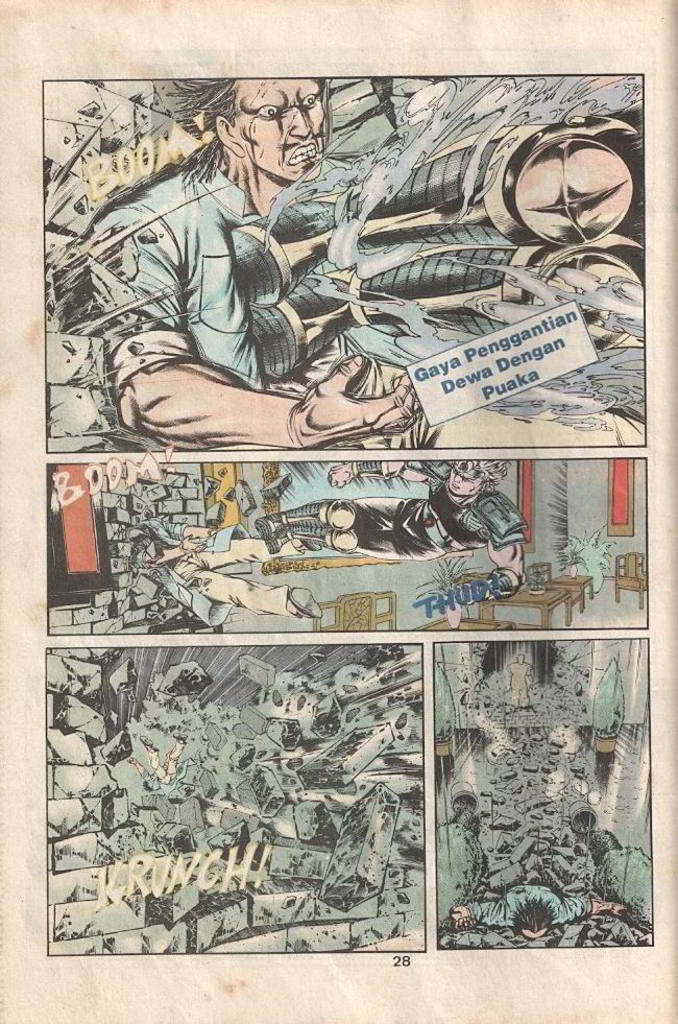 BOOM!
Gaya Penggantian
Dewa Dengan
Puaka
BOOM!
THUD!
KRUNCH!
28